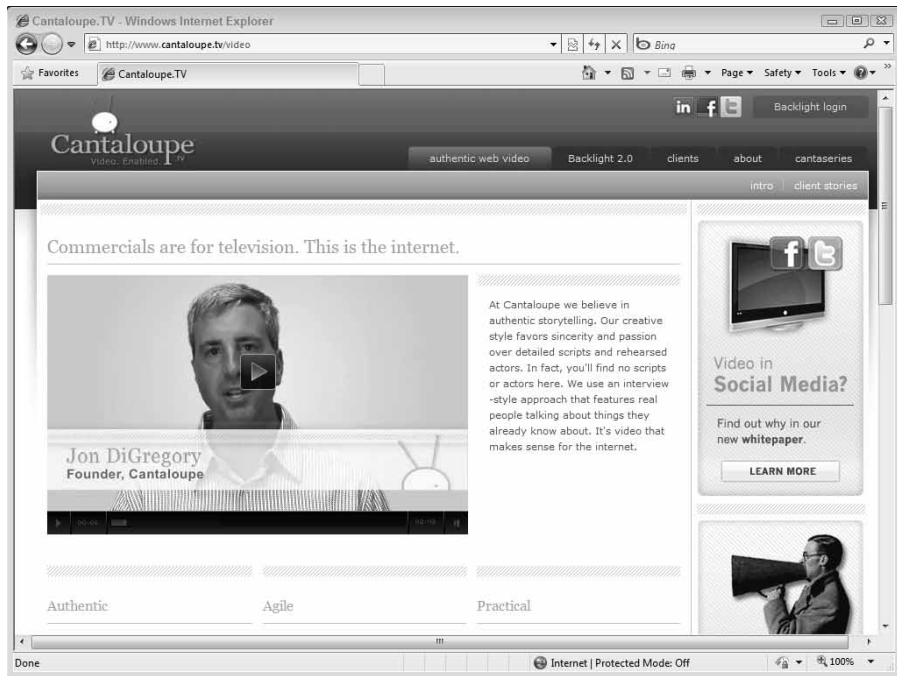 Cantaloupe.TV - Windows Internet Explorer
http://www.cantaloupe.tv/video
Bing
Favorites
Cantaloupe.TV
Page
Safety
Tools
in f t
Backlight login
Cantaloupe
Video. Enabled. TV
authentic web video
Backlight 2.0
clients
about
cantaseries
intro
client stories
Commercials are for television. This is the internet.
Jon DiGregory
Founder, Cantaloupe
00:00
02:10
At Cantaloupe we believe in
authentic storytelling. Our creative
style favors sincerity and passion
over detailed scripts and rehearsed
actors. In fact, you'll find no scripts
or actors here. We use an interview
-style approach that features real
people talking about things they
already know about. It's video that
makes sense for the internet.
f t
Video in
Social Media?
Find out why in our
new whitepaper.
LEARN MORE
Authentic
Agile
Practical
Done
Internet | Protected Mode: Off
100%